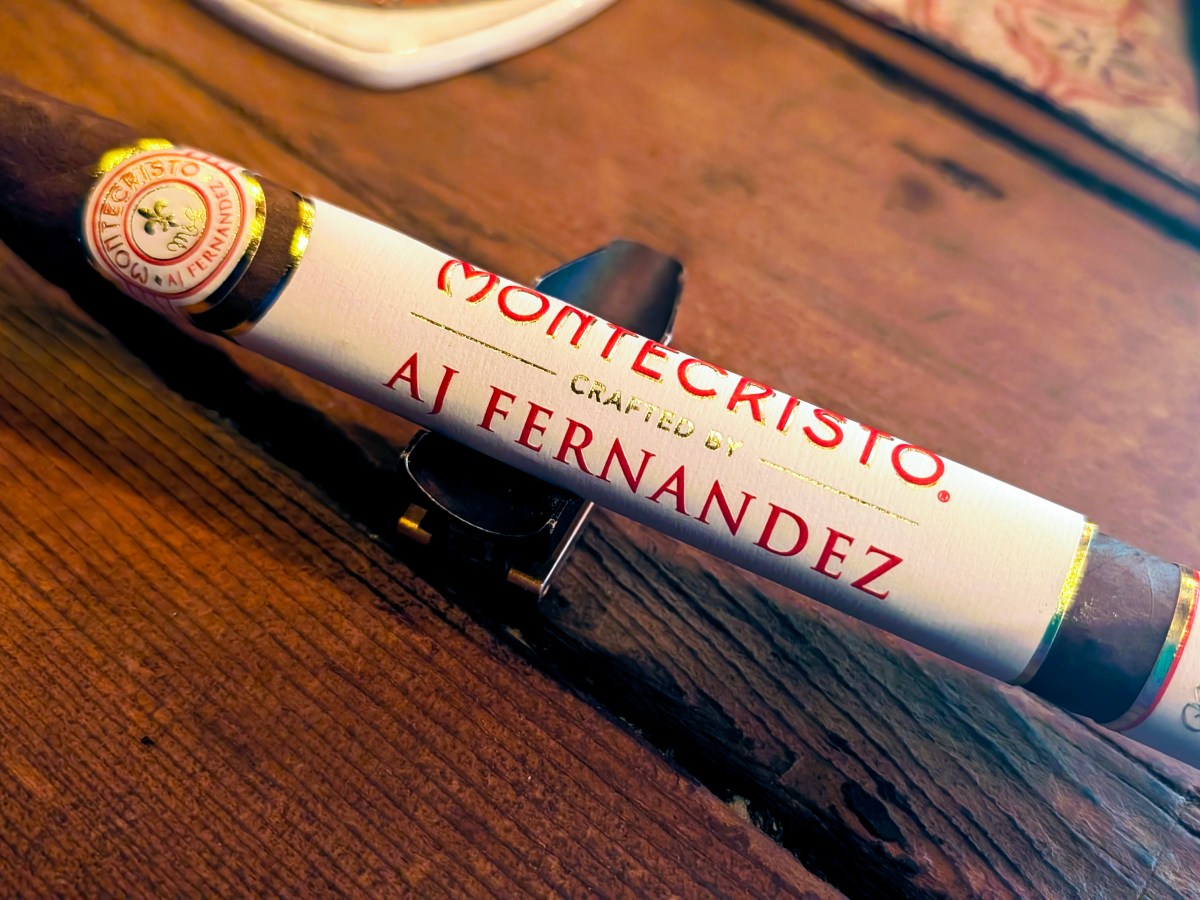 MONTECRISTO
AJ FERNANDEZ
MONTECRISTO®
CRAFTED BY
AJ FERNANDEZ